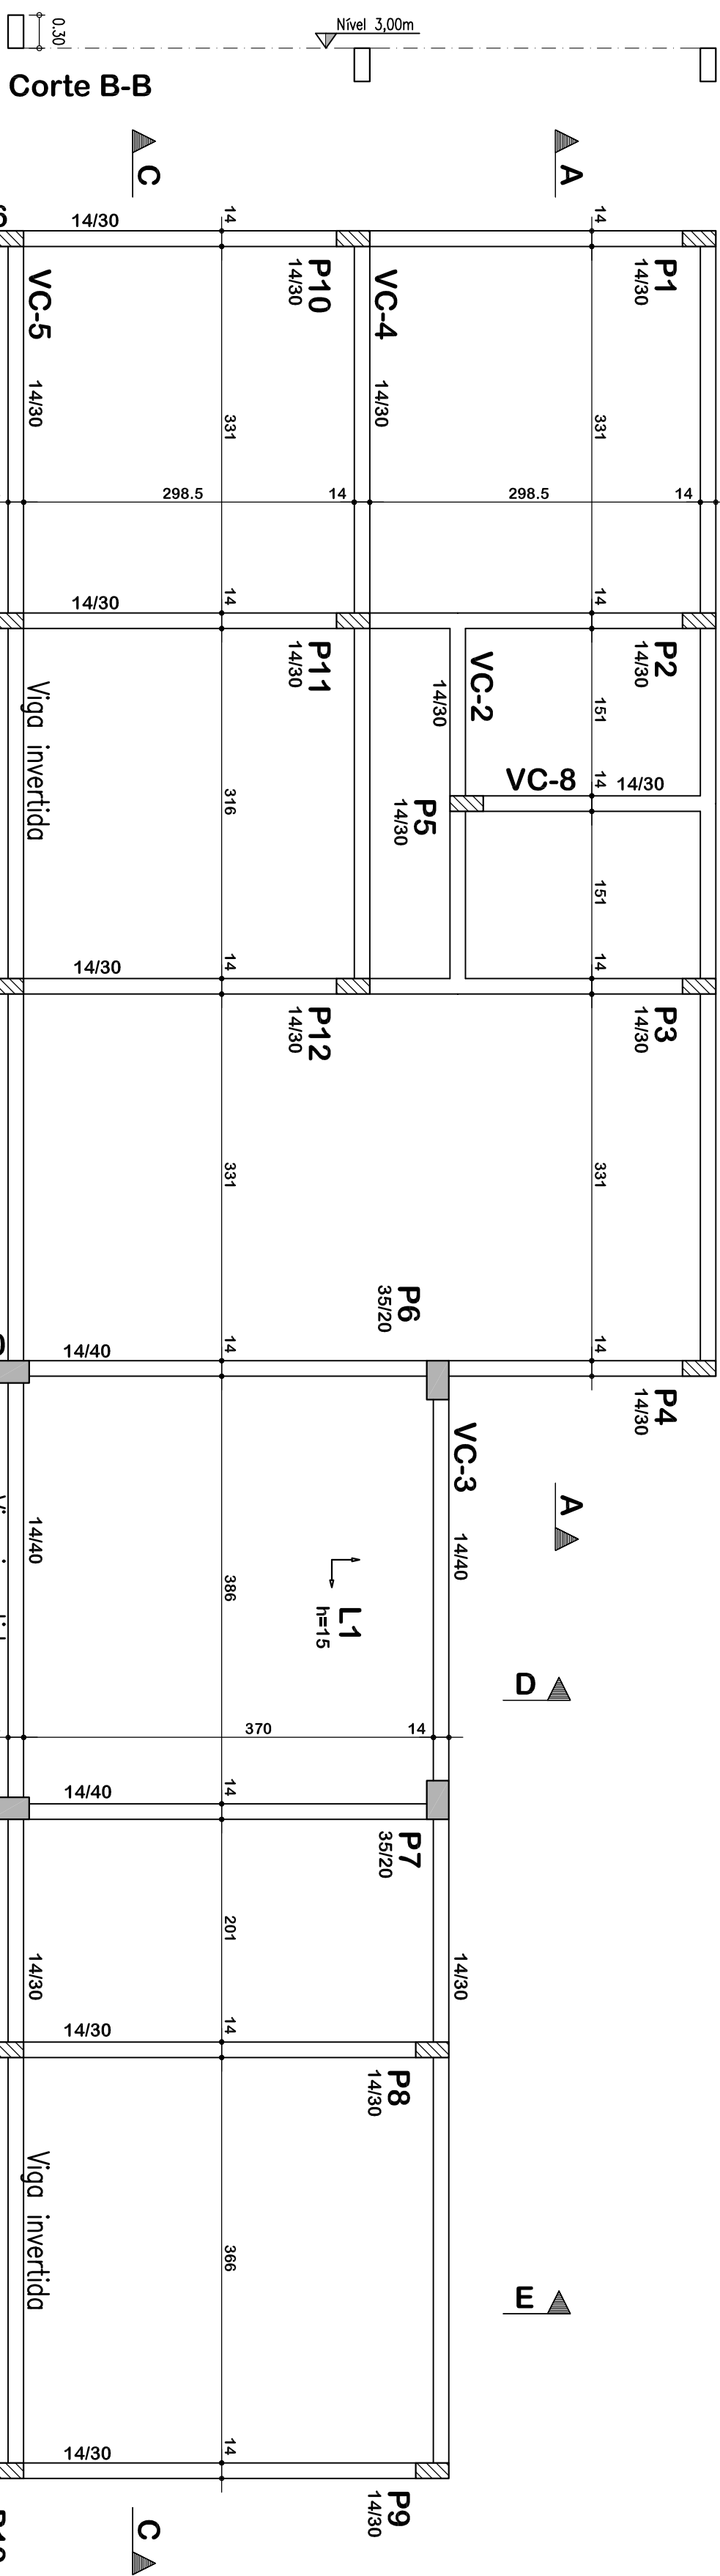 0.30
Nível 3,00m
Corte B-B
C
A
14/30
14
14
P10
14/30
P1
14/30
VC-5
VC-4
14/30
14/30
331
331
298.5
14
298.5
14
14/30
14
14
P11
14/30
P2
14/30
VC-2
14/30
Viga invertida
151
VC-8
14
14/30
316
P5
14/30
151
14/30
14
14
P12
14/30
P3
14/30
331
331
P6
35/20
14/40
14
14
P4
14/30
VC-3
A
14/40
14/40
386
L1
h=15
D
370
14
14/40
14
P7
35/20
201
14/30
14/30
14/30
14
P8
14/30
Viga invertida
366
E
14/30
14
P9
14/30
C